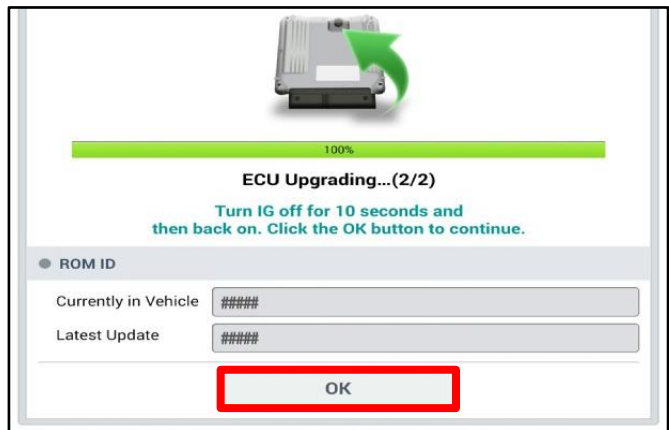 100%
ECU Upgrading...(2/2)
Turn IG off for 10 seconds and
then back on. Click the OK button to continue.
ROM ID
Currently in Vehicle #####
Latest Update #####
OK